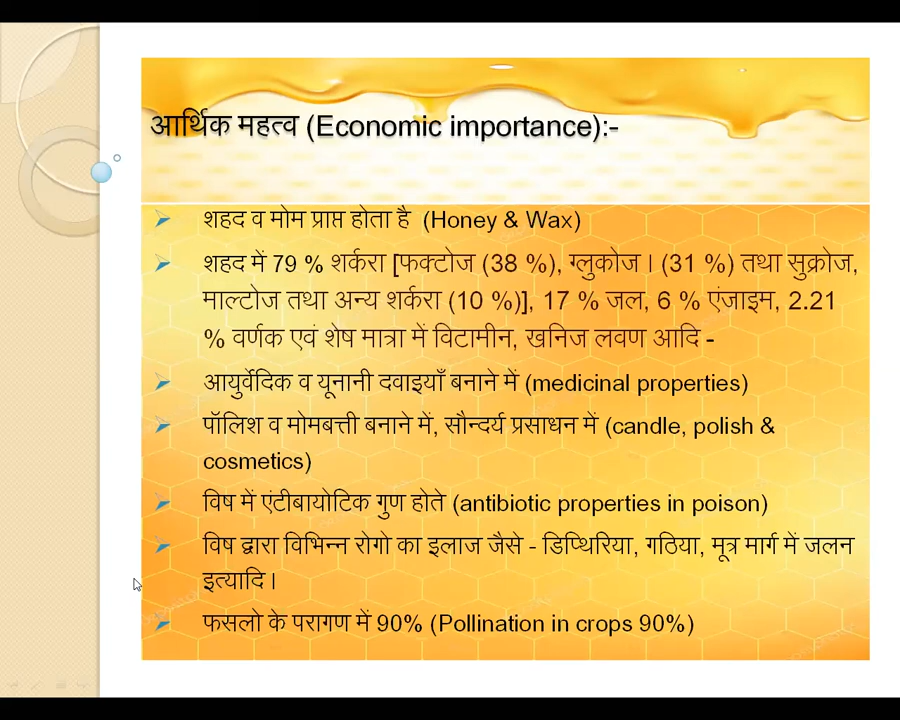 आर्थिक महत्व (Economic importance):-
शहद व मोम प्राप्त होता है (Honey & Wax)
शहद में 79 % शर्करा [फक्टोज (38 %), ग्लुकोज । (31 %) तथा सुक्रोज,
माल्टोज तथा अन्य शर्करा (10 %)], 17 % जल, 6 % एंजाइम, 2.21
% वर्णक एवं शेष मात्रा में विटामीन, खनिज लवण आदि -
आयुर्वेदिक व यूनानी दवाइयाँ बनाने में (medicinal properties)
पॉलिश व मोमबत्ती बनाने में, सौन्दर्य प्रसाधन में (candle, polish &
cosmetics)
विष में एंटीबायोटिक गुण होते (antibiotic properties in poison)
विष द्वारा विभिन्न रोगो का इलाज जैसे - डिप्थिरिया, गठिया, मूत्र मार्ग में जलन
इत्यादि ।
फसलो के परागण में 90% (Pollination in crops 90%)